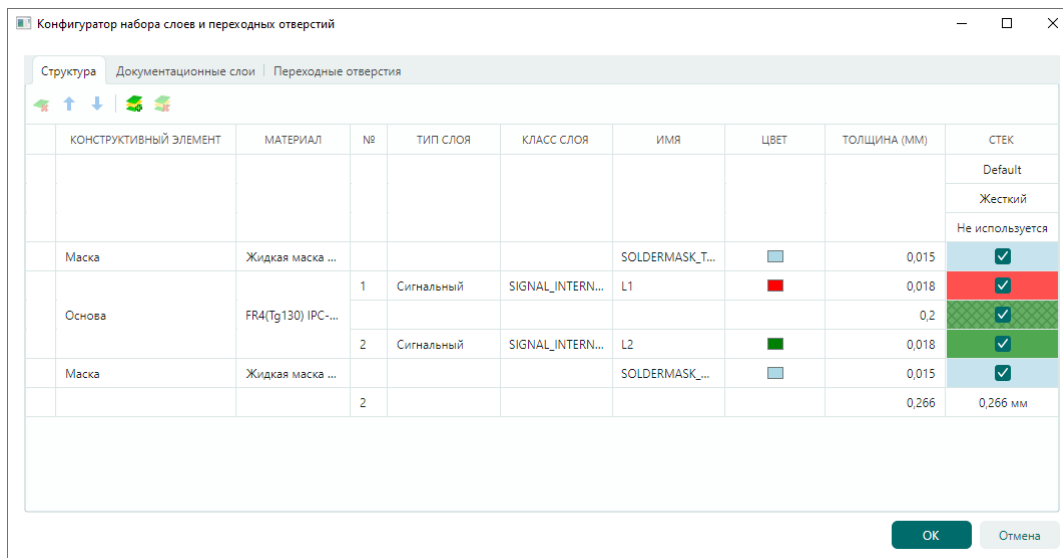 Конфигуратор набора слоев и переходных отверстий
Структура Документационные слои Переходные отверстия
КОНСТРУКТИВНЫЙ ЭЛЕМЕНТ МАТЕРИАЛ № ТИП СЛОЯ КЛАСС СЛОЯ ИМЯ ЦВЕТ ТОЛЩИНА (ММ) СТЕК
Default
Жесткий
Не используется
Маска Жидкая маска ... SOLDERMASK_T... 0,015
1 Сигнальный SIGNAL_INTERN... L1 0,018
Основа FR4(Tg130) IPC-... 0,2
2 Сигнальный SIGNAL_INTERN... L2 0,018
Маска Жидкая маска ... SOLDERMASK_... 0,015
2 0,266 0,266 мм
ОК Отмена